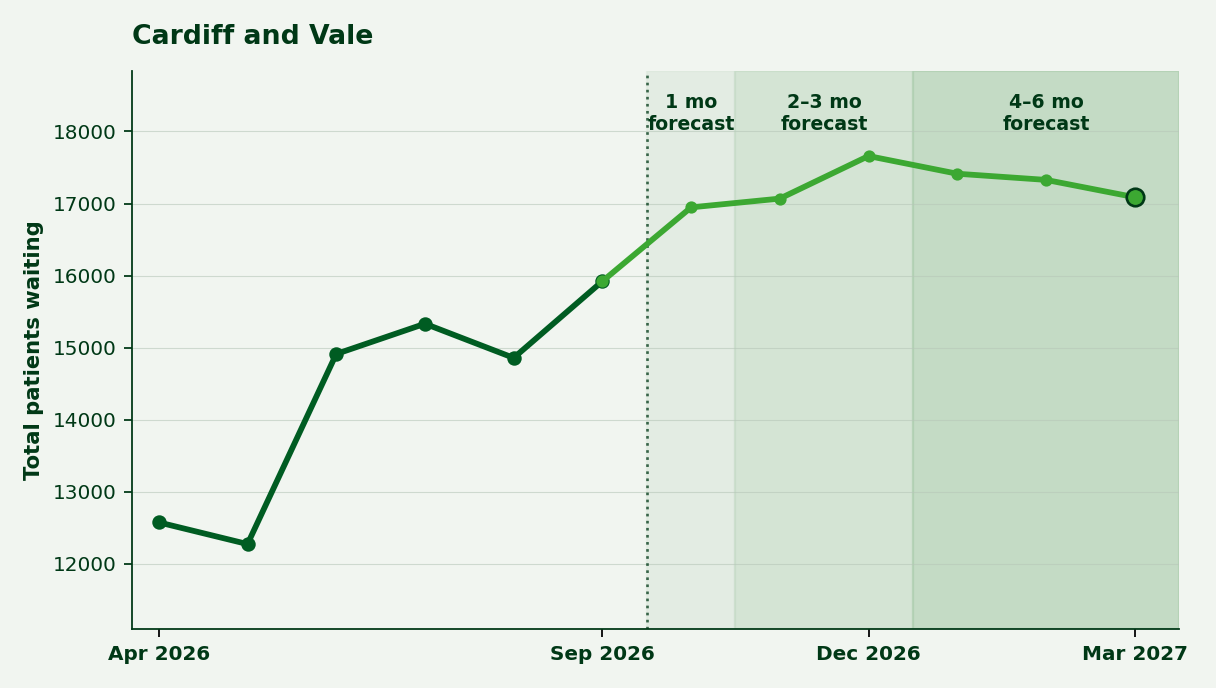 Cardiff and Vale
1 mo
forecast
2–3 mo
forecast
4–6 mo
forecast
Total patients waiting
18000
17000
16000
15000
14000
13000
12000
Apr 2026
Sep 2026
Dec 2026
Mar 2027